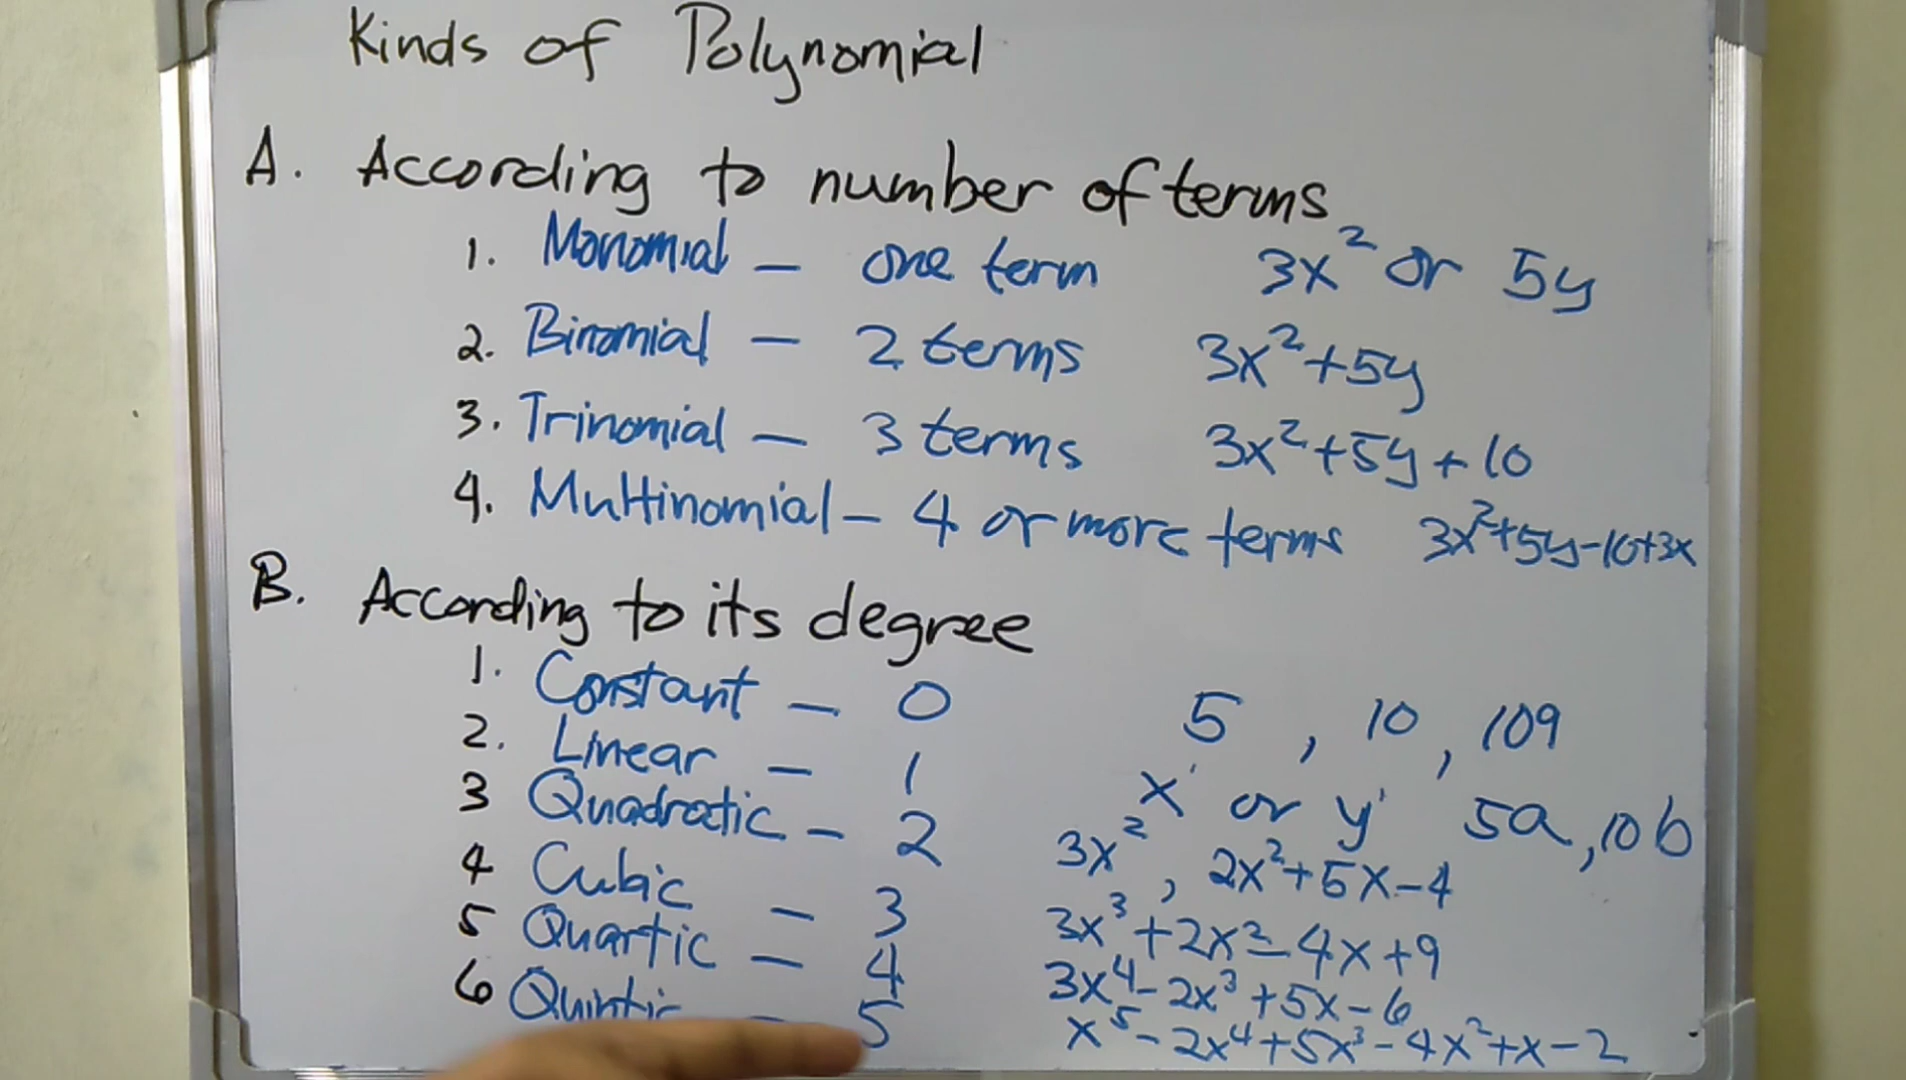 Kinds of Polynomial
A. According to number of terms
1. Monomial — one term 3x² or 5y
2. Binomial — 2 terms 3x²+5y
3. Trinomial — 3 terms 3x²+5y+10
4. Multinomial — 4 or more terms 3x²+5y-10+3x
B. According to its degree
1. Constant — 0 5, 10, 109
2. Linear — 1 x¹ or y¹ 5a, 10b
3 Quadratic — 2 3x², 2x²+5x-4
4 Cubic — 3 3x³+2x²-4x+9
5 Quartic — 4 3x⁴-2x³+5x-6
6 Quintic — 5 x⁵-2x⁴+5x³-4x²+x-2